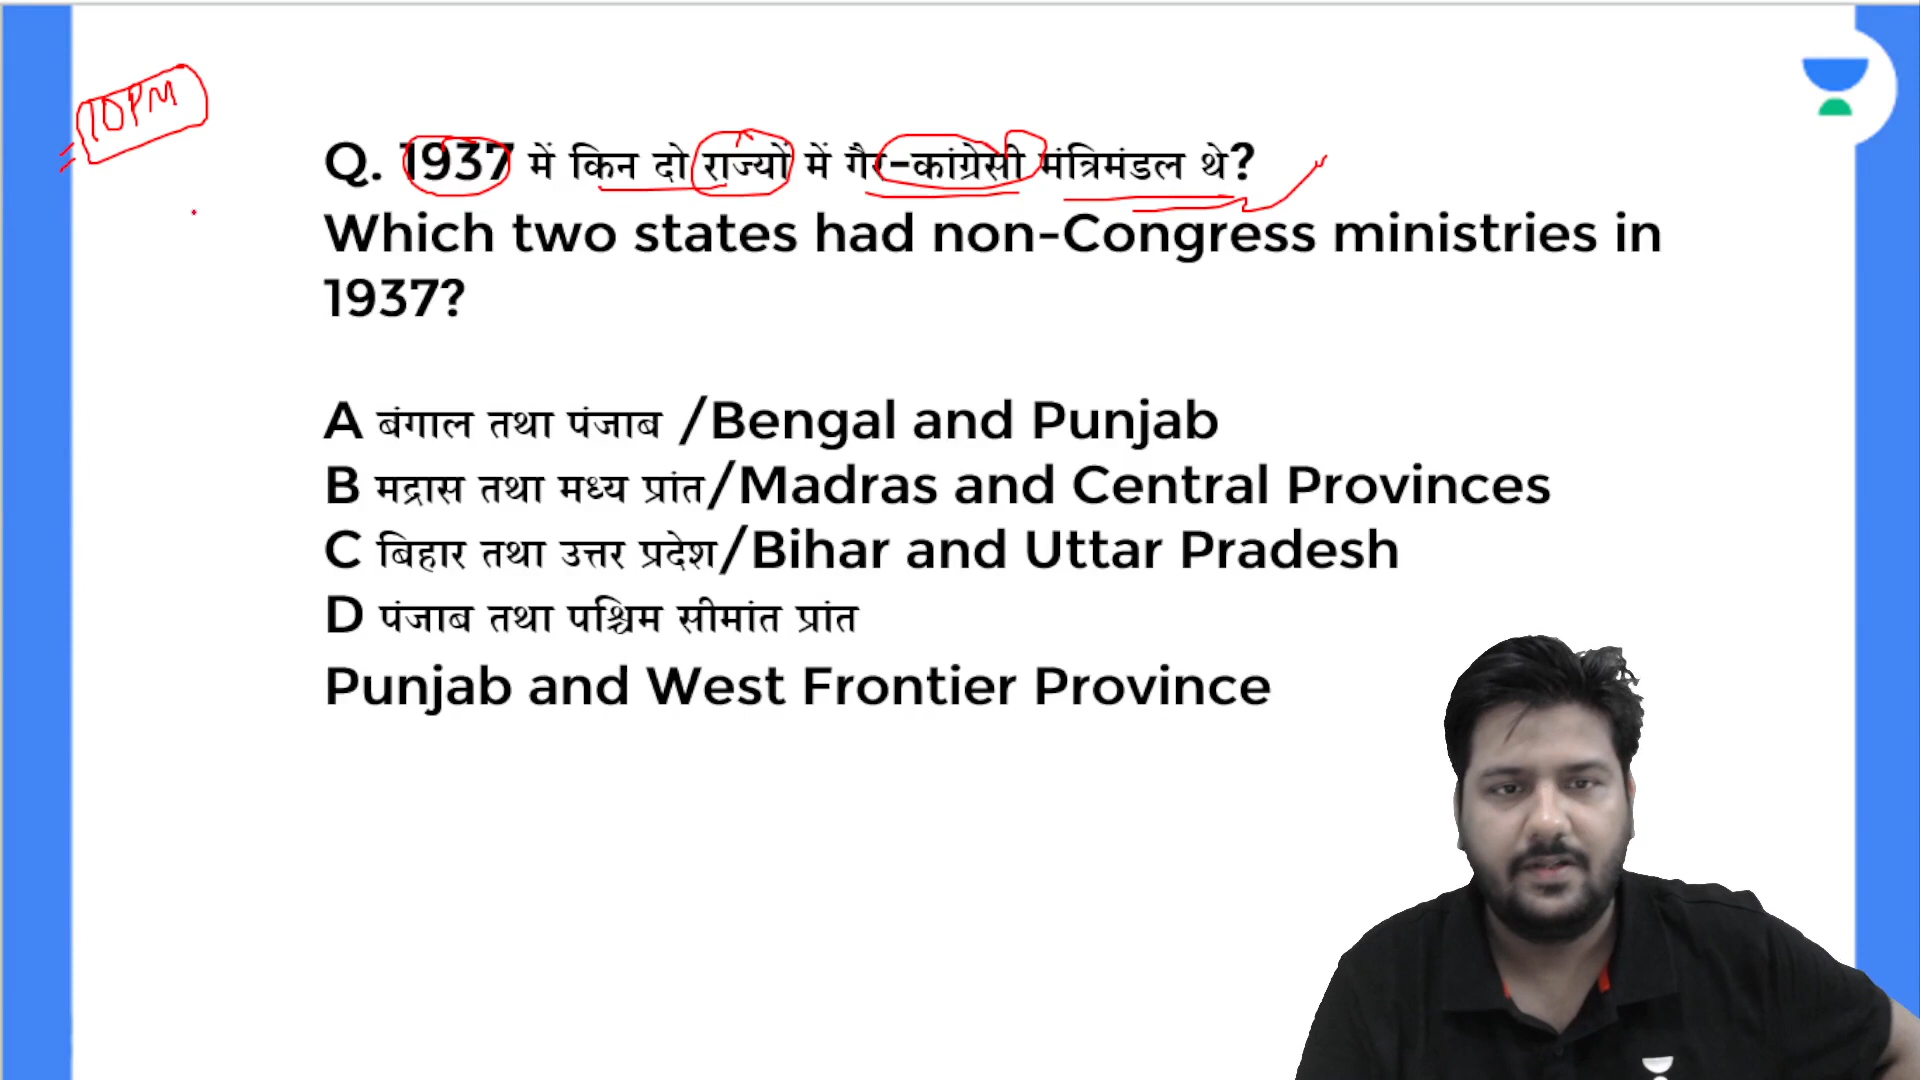 10PM
Q. 1937 में किन दो राज्यों में गैर-कांग्रेसी मंत्रिमंडल थे?
Which two states had non-Congress ministries in
1937?
A बंगाल तथा पंजाब /Bengal and Punjab
B मद्रास तथा मध्य प्रांत/Madras and Central Provinces
C बिहार तथा उत्तर प्रदेश/Bihar and Uttar Pradesh
D पंजाब तथा पश्चिम सीमांत प्रांत
Punjab and West Frontier Province